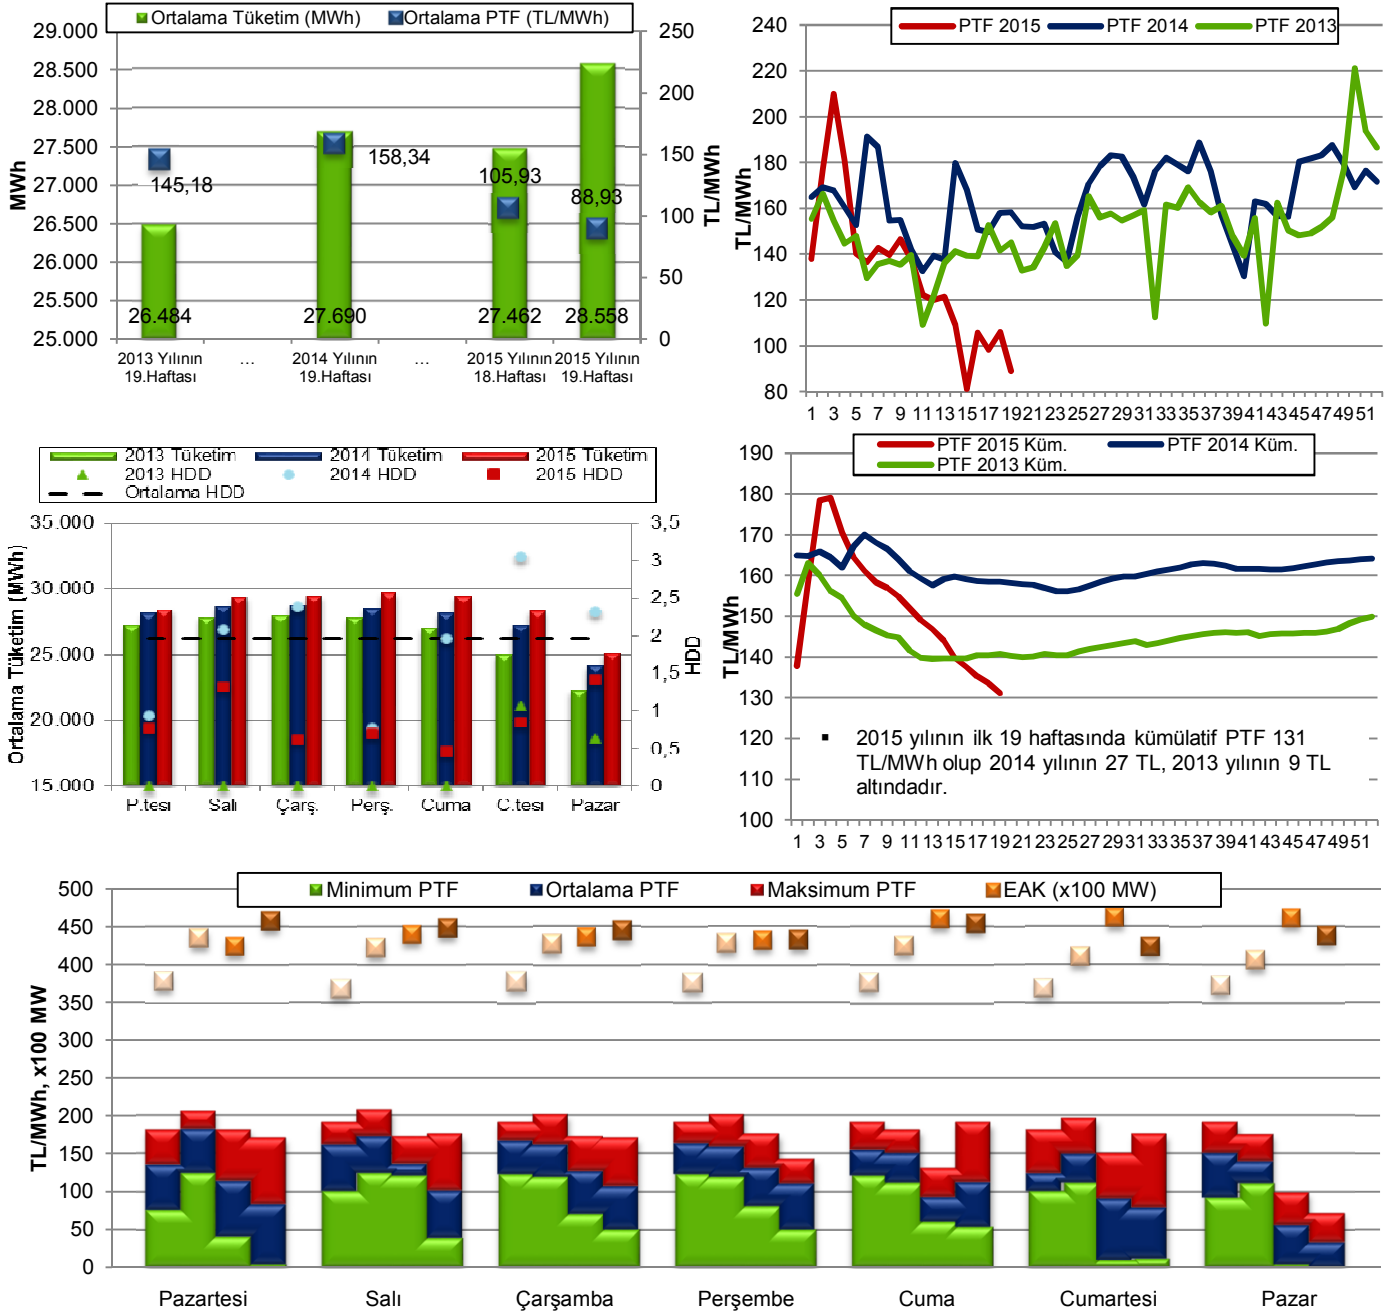 Ortalama Tüketim (MWh) Ortalama PTF (TL/MWh)
29.000
28.500
28.000
27.500
27.000
26.500
26.000
25.500
25.000
MWh
250
200
150
100
50
0
TL/MWh
145,18
158,34
105,93
88,93
26.484
27.690
27.462
28.558
2013 Yılının 19.Haftası
...
2014 Yılının 19.Haftası
...
2015 Yılının 18.Haftası
2015 Yılının 19.Haftası
PTF 2015 PTF 2014 PTF 2013
240
220
200
180
160
140
120
100
80
TL/MWh
1 3 5 7 9 11 13 15 17 19 21 23 25 27 29 31 33 35 37 39 41 43 45 47 49 51
2013 Tüketim 2014 Tüketim 2015 Tüketim
2013 HDD 2014 HDD 2015 HDD
Ortalama HDD
35.000
30.000
25.000
20.000
15.000
Ortalama Tüketim (MWh)
3,5
3
2,5
2
1,5
1
0,5
0
HDD
P.tesi Salı Çarş. Perş. Cuma C.tesi Pazar
PTF 2015 Küm. PTF 2014 Küm.
PTF 2013 Küm.
190
180
170
160
150
140
130
120
110
100
TL/MWh
▪ 2015 yılının ilk 19 haftasında kümülatif PTF 131
TL/MWh olup 2014 yılının 27 TL, 2013 yılının 9 TL
altındadır.
1 3 5 7 9 11 13 15 17 19 21 23 25 27 29 31 33 35 37 39 41 43 45 47 49 51
Minimum PTF Ortalama PTF Maksimum PTF EAK (x100 MW)
500
450
400
350
300
250
200
150
100
50
0
TL/MWh, x100 MW
Pazartesi Salı Çarşamba Perşembe Cuma Cumartesi Pazar